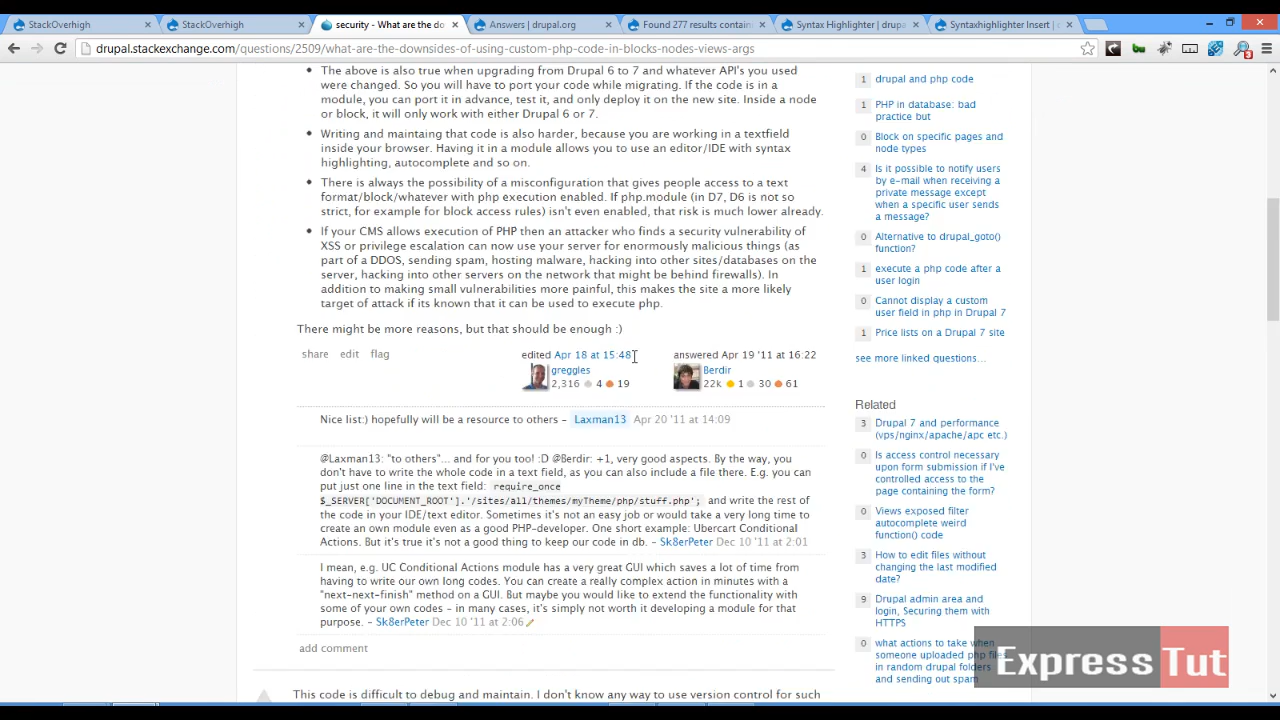 StackOverhigh
StackOverhigh
security - What are the do
Answers | drupal.org
Found 277 results contain
Syntax Highlighter | drupa
Syntaxhighlighter Insert |
drupal.stackexchange.com/questions/2509/what-are-the-downsides-of-using-custom-php-code-in-blocks-nodes-views-args
The above is also true when upgrading from Drupal 6 to 7 and whatever API's you used
were changed. So you will have to port your code while migrating. If the code is in a
module, you can port it in advance, test it, and only deploy it on the new site. Inside a node
or block, it will only work with either Drupal 6 or 7.
Writing and maintaing that code is also harder, because you are working in a textfield
inside your browser. Having it in a module allows you to use an editor/IDE with syntax
highlighting, autocomplete and so on.
There is always the possibility of a misconfiguration that gives people access to a text
format/block/whatever with php execution enabled. If php.module (in D7, D6 is not so
strict, for example for block access rules) isn't even enabled, that risk is much lower already.
If your CMS allows execution of PHP then an attacker who finds a security vulnerability of
XSS or privilege escalation can now use your server for enormously malicious things (as
part of a DDOS, sending spam, hosting malware, hacking into other sites/databases on the
server, hacking into other servers on the network that might be behind firewalls). In
addition to making small vulnerabilities more painful, this makes the site a more likely
target of attack if its known that it can be used to execute php.
There might be more reasons, but that should be enough :)
share edit flag
edited Apr 18 at 15:48
greggles
2,316 4 19
answered Apr 19 '11 at 16:22
Berdir
22k 1 30 61
Nice list:) hopefully will be a resource to others – Laxman13 Apr 20 '11 at 14:09
@Laxman13: "to others"... and for you too! :D @Berdir: +1, very good aspects. By the way, you
don't have to write the whole code in a text field, as you can also include a file there. E.g. you can
put just one line in the text field: require_once
$_SERVER['DOCUMENT_ROOT'].'/sites/all/themes/myTheme/php/stuff.php'; and write the rest of
the code in your IDE/text editor. Sometimes it's not an easy job or would take a very long time to
create an own module even as a good PHP-developer. One short example: Ubercart Conditional
Actions. But it's true it's not a good thing to keep our code in db. – Sk8erPeter Dec 10 '11 at 2:01
I mean, e.g. UC Conditional Actions module has a very great GUI which saves a lot of time from
having to write our own long codes. You can create a really complex action in minutes with a
"next-next-finish" method on a GUI. But maybe you would like to extend the functionality with
some of your own codes – in many cases, it's simply not worth it developing a module for that
purpose. – Sk8erPeter Dec 10 '11 at 2:06
add comment
This code is difficult to debug and maintain. I don't know any way to use version control for such
1 drupal and php code
1 PHP in database: bad
practice but
0 Block on specific pages and
node types
4 Is it possible to notify users
by e-mail when receiving a
private message except
when a specific user sends
a message?
0 Alternative to drupal_goto()
function?
1 execute a php code after a
user login
0 Cannot display a custom
user field in php in Drupal 7
1 Price lists on a Drupal 7 site
see more linked questions…
Related
3 Drupal 7 and performance
(vps/nginx/apache/apc etc.)
0 Is access control necessary
upon form submission if I've
controlled access to the
page containing the form?
0 Views exposed filter
autocomplete weird
function() code
3 How to edit files without
changing the last modified
date?
9 Drupal admin area and
login, Securing them with
HTTPS
0 what actions to take when
someone uploaded php files
in random drupal folders
and sending out spam
Express Tut